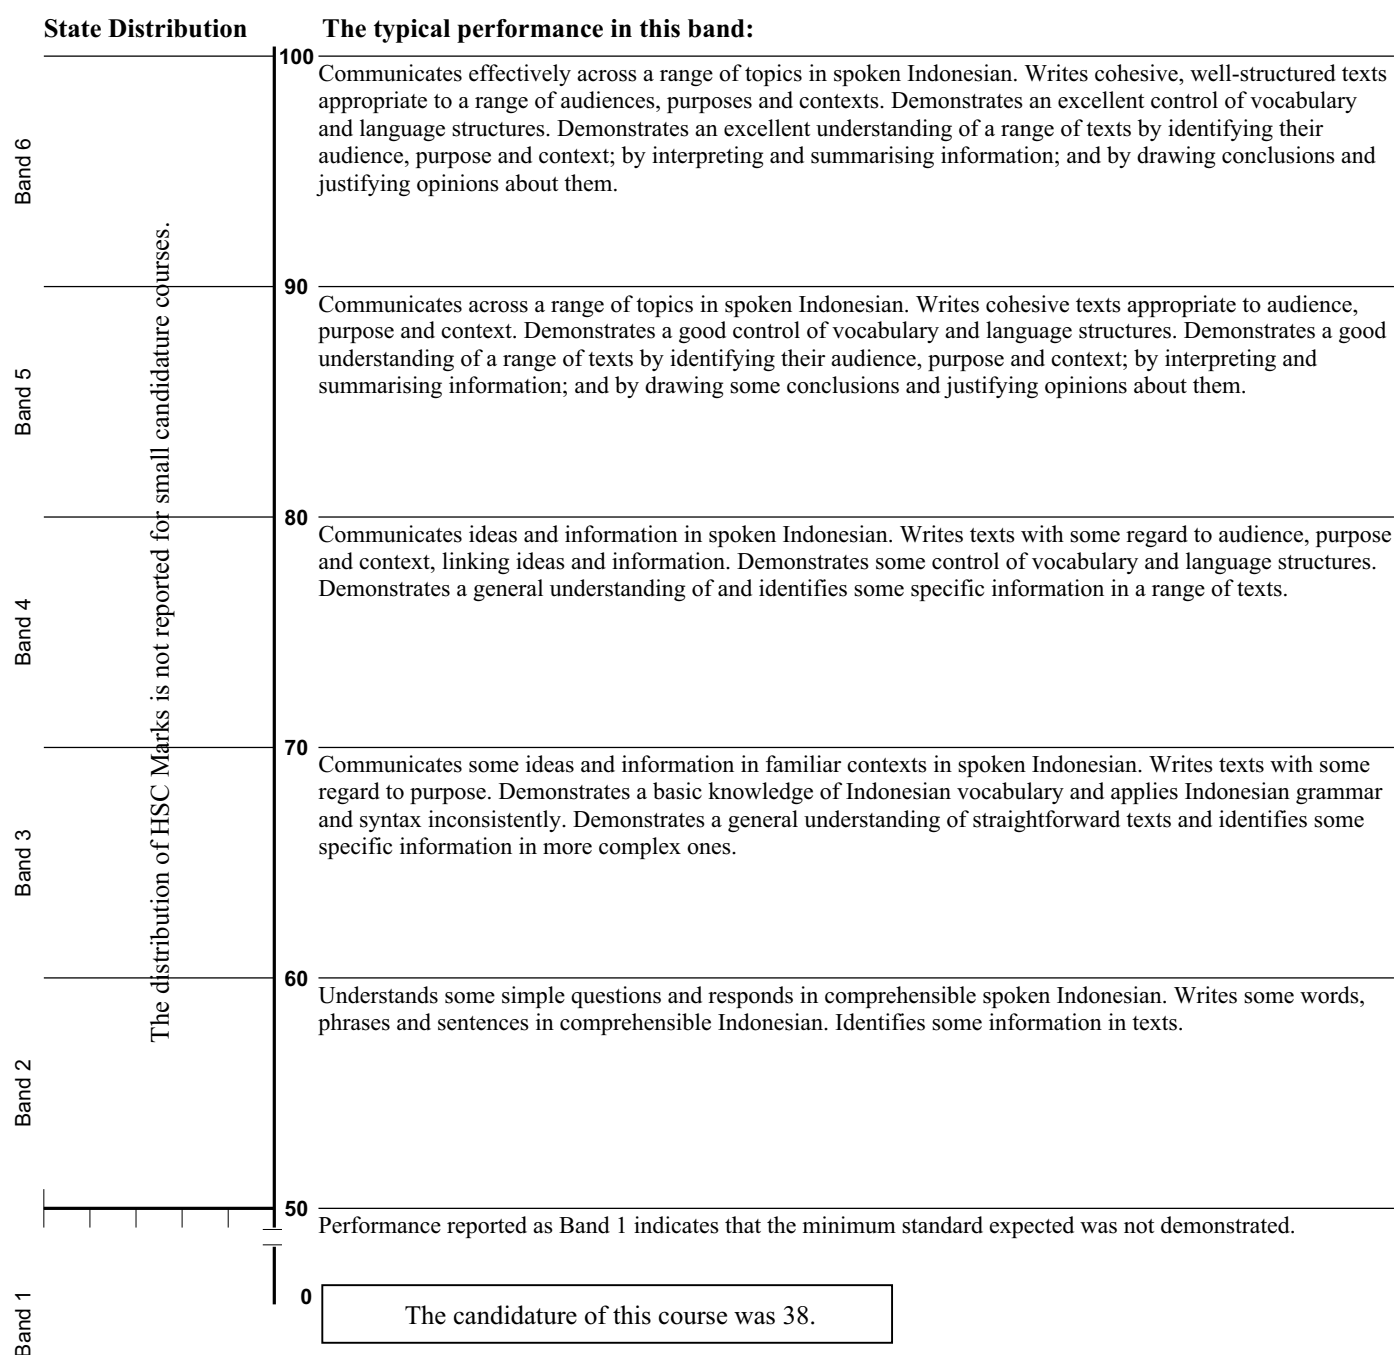 State Distribution
The typical performance in this band:
100
Communicates effectively across a range of topics in spoken Indonesian. Writes cohesive, well-structured texts
appropriate to a range of audiences, purposes and contexts. Demonstrates an excellent control of vocabulary
and language structures. Demonstrates an excellent understanding of a range of texts by identifying their
audience, purpose and context; by interpreting and summarising information; and by drawing conclusions and
justifying opinions about them.
Band 6
90
Communicates across a range of topics in spoken Indonesian. Writes cohesive texts appropriate to audience,
purpose and context. Demonstrates a good control of vocabulary and language structures. Demonstrates a good
understanding of a range of texts by identifying their audience, purpose and context; by interpreting and
summarising information; and by drawing some conclusions and justifying opinions about them.
Band 5
80
Communicates ideas and information in spoken Indonesian. Writes texts with some regard to audience, purpose
and context, linking ideas and information. Demonstrates some control of vocabulary and language structures.
Demonstrates a general understanding of and identifies some specific information in a range of texts.
Band 4
The distribution of HSC Marks is not reported for small candidature courses.
70
Communicates some ideas and information in familiar contexts in spoken Indonesian. Writes texts with some
regard to purpose. Demonstrates a basic knowledge of Indonesian vocabulary and applies Indonesian grammar
and syntax inconsistently. Demonstrates a general understanding of straightforward texts and identifies some
specific information in more complex ones.
Band 3
60
Understands some simple questions and responds in comprehensible spoken Indonesian. Writes some words,
phrases and sentences in comprehensible Indonesian. Identifies some information in texts.
Band 2
50
Performance reported as Band 1 indicates that the minimum standard expected was not demonstrated.
0
The candidature of this course was 38.
Band 1